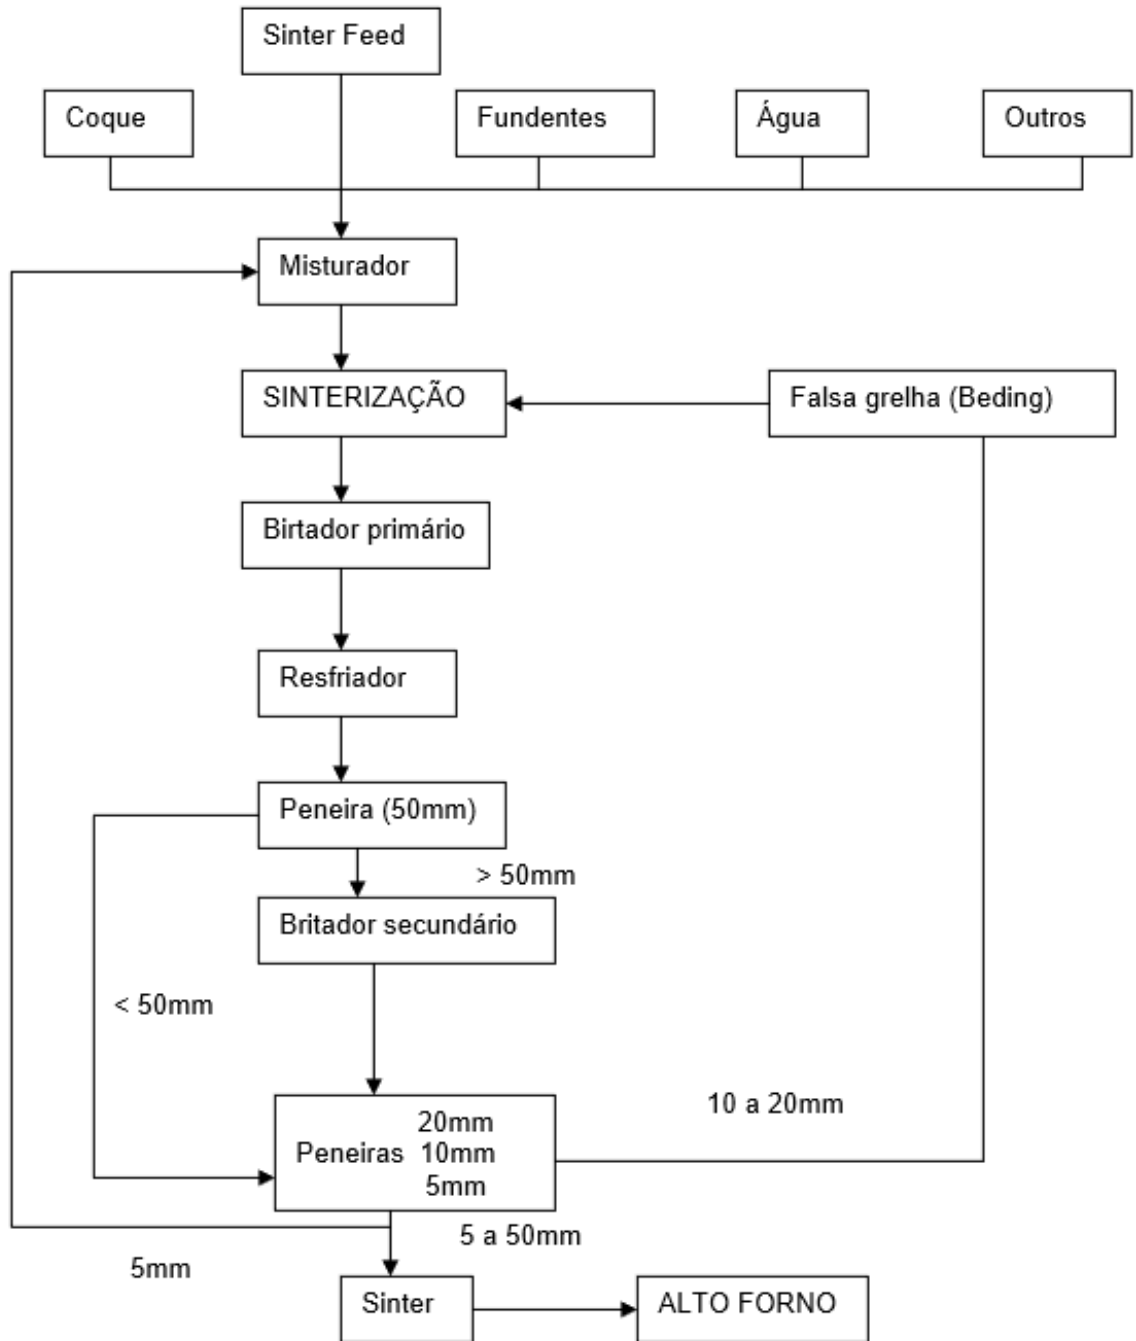 Sinter Feed
Coque
Fundentes
Água
Outros
Misturador
SINTERIZAÇÃO
Falsa grelha (Beding)
Birtador primário
Resfriador
Peneira (50mm)
> 50mm
Britador secundário
< 50mm
10 a 20mm
20mm
Peneiras 10mm
5mm
5 a 50mm
5mm
Sinter
ALTO FORNO